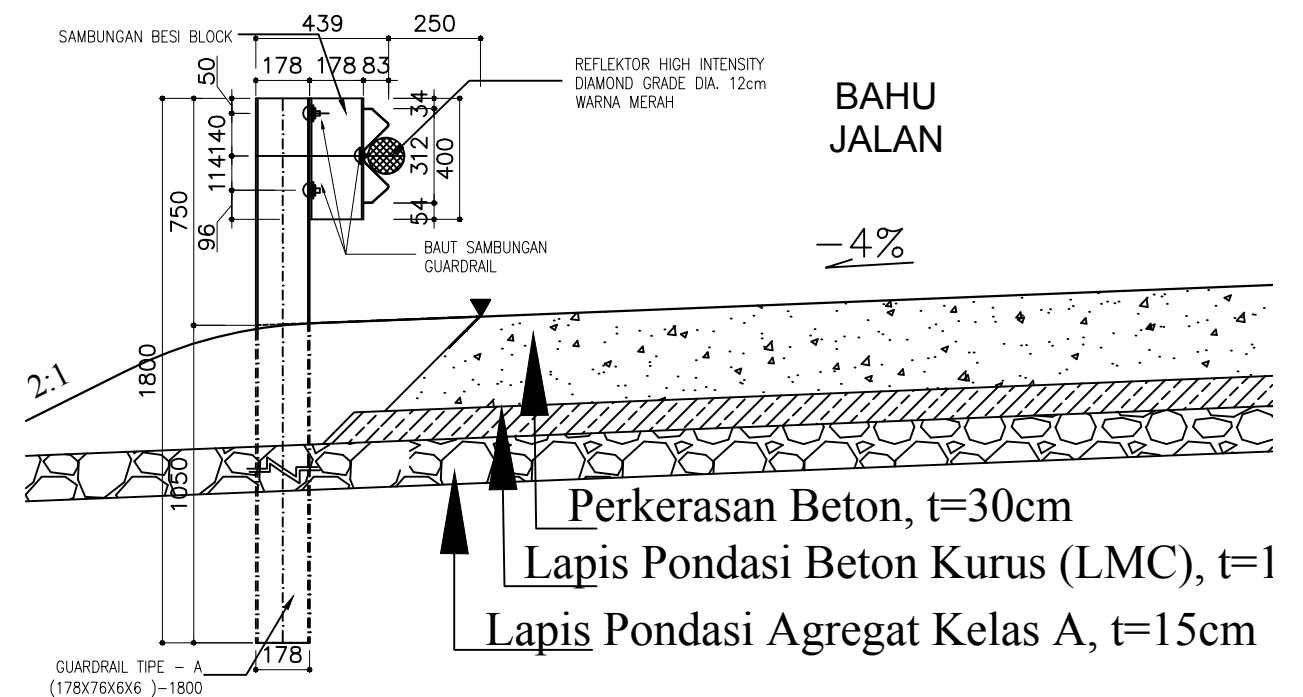 439
250
SAMBUNGAN BESI BLOCK
178
178
83
REFLEKTOR HIGH INTENSITY
DIAMOND GRADE DIA. 12cm
WARNA MERAH
BAHU
JALAN
50
140
114
96
750
34
312
400
54
BAUT SAMBUNGAN
GUARDRAIL
-4%
2:1
1800
1050
Perkerasan Beton, t=30cm
Lapis Pondasi Beton Kurus (LMC), t=1
Lapis Pondasi Agregat Kelas A, t=15cm
178
GUARDRAIL TIPE - A
(178X76X6X6 )-1800